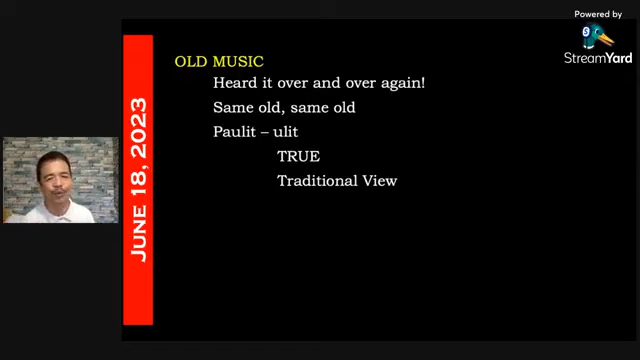 Powered by
StreamYard
OLD MUSIC
Heard it over and over again!
Same old, same old
Paulit – ulit
TRUE
Traditional View
JUNE 18, 2023